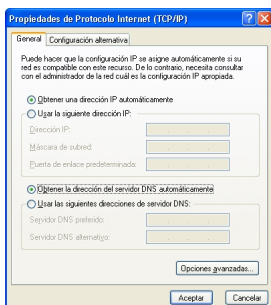 Propiedades de Protocolo Internet (TCP/IP)
General
Configuración alternativa
Puede hacer que la configuración IP se asigne automáticamente si su
red es compatible con este recurso. De lo contrario, necesita consultar
con el administrador de la red cuál es la configuración IP apropiada.
Obtener una dirección IP automáticamente
Usar la siguiente dirección IP:
Dirección IP:
Máscara de subred:
Puerta de enlace predeterminada:
Obtener la dirección del servidor DNS automáticamente
Usar las siguientes direcciones de servidor DNS:
Servidor DNS preferido:
Servidor DNS alternativo:
Opciones avanzadas...
Aceptar
Cancelar